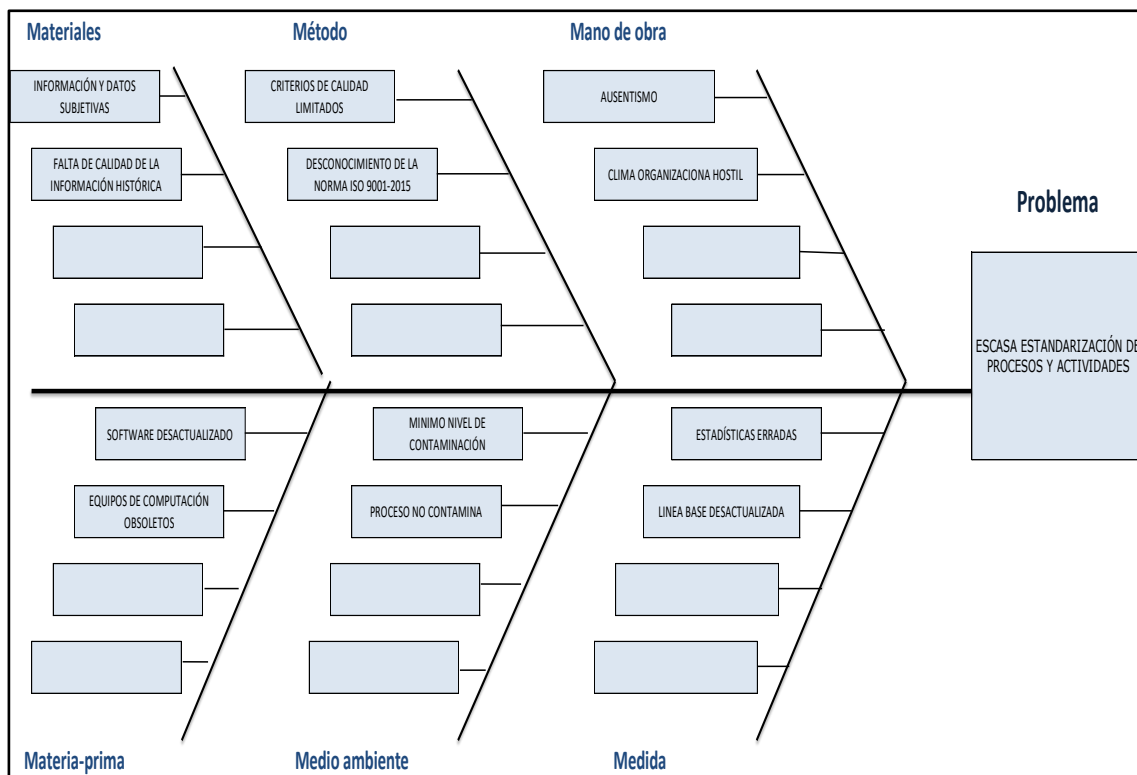 Materiales
Método
Mano de obra
INFORMACIÓN Y DATOS
SUBJETIVAS
CRITERIOS DE CALIDAD
LIMITADOS
AUSENTISMO
FALTA DE CALIDAD DE LA
INFORMACIÓN HISTÓRICA
DESCONOCIMIENTO DE LA
NORMA ISO 9001-2015
CLIMA ORGANIZACIONA HOSTIL
Problema
ESCASA ESTANDARIZACIÓN DE
PROCESOS Y ACTIVIDADES
SOFTWARE DESACTUALIZADO
MINIMO NIVEL DE
CONTAMINACIÓN
ESTADÍSTICAS ERRADAS
EQUIPOS DE COMPUTACIÓN
OBSOLETOS
PROCESO NO CONTAMINA
LINEA BASE DESACTUALIZADA
Materia-prima
Medio ambiente
Medida